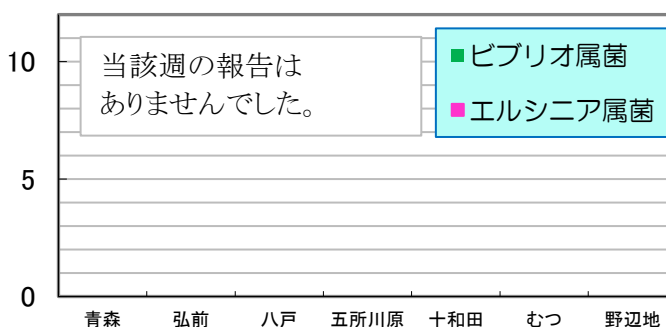 10
5
0
当該週の報告は
ありませんでした。
ビブリオ属菌
エルシニア属菌
青森 弘前 八戸 五所川原 十和田 むつ 野辺地